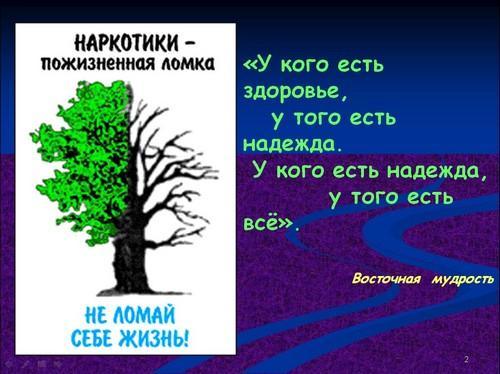 НАРКОТИКИ –
ПОЖИЗНЕННАЯ ЛОМКА
НЕ ЛОМАЙ
СЕБЕ ЖИЗНЬ!
«У кого есть
здоровье,
у того есть
надежда.
У кого есть надежда,
у того есть
всё».
Восточная мудрость
2